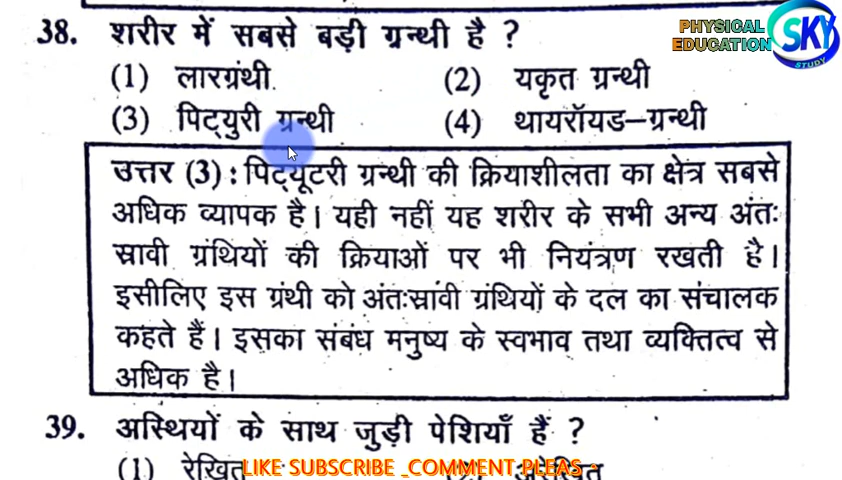 38. शरीर में सबसे बड़ी ग्रन्थी है ?
PHYSICAL
EDUCATION
SKY
STUDY
(1) लारग्रंथी (2) यकृत ग्रन्थी
(3) पिट्युरी ग्रन्थी (4) थायरॉयड–ग्रन्थी
उत्तर (3) : पिट्यूटरी ग्रन्थी की क्रियाशीलता का क्षेत्र सबसे
अधिक व्यापक है। यही नहीं यह शरीर के सभी अन्य अंतः
स्रावी ग्रंथियों की क्रियाओं पर भी नियंत्रण रखती है।
इसीलिए इस ग्रंथी को अंतःस्रांवी ग्रंथियों के दल का संचालक
कहते हैं। इसका संबंध मनुष्य के स्वभाव तथा व्यक्तित्व से
अधिक है।
39. अस्थियों के साथ जुड़ी पेशियाँ हैं ?
(1) रेखित (2) अरेखित
LIKE SUBSCRIBE _COMMENT PLEAS -